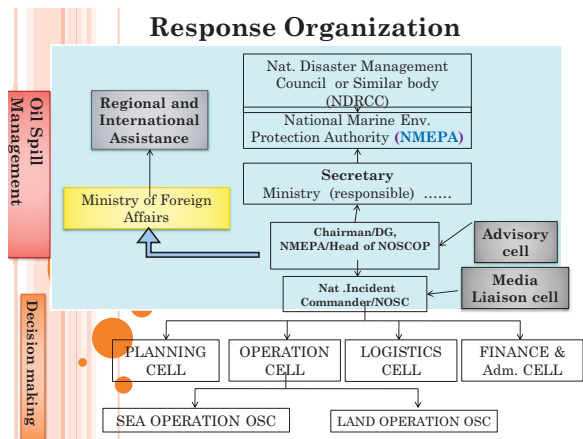 Response Organization
Oil Spill
Management
Nat. Disaster Management
Council or Similar body
(NDRCC)
National Marine Env.
Protection Authority (NMEPA)
Regional and
International
Assistance
Secretary
Ministry (responsible) ......
Ministry of Foreign
Affairs
Chairman/DG,
NMEPA/Head of NOSCOP
Advisory
cell
Nat .Incident
Commander/NOSC
Media
Liaison cell
Decision making
PLANNING
CELL
OPERATION
CELL
LOGISTICS
CELL
FINANCE &
Adm. CELL
SEA OPERATION OSC
LAND OPERATION OSC